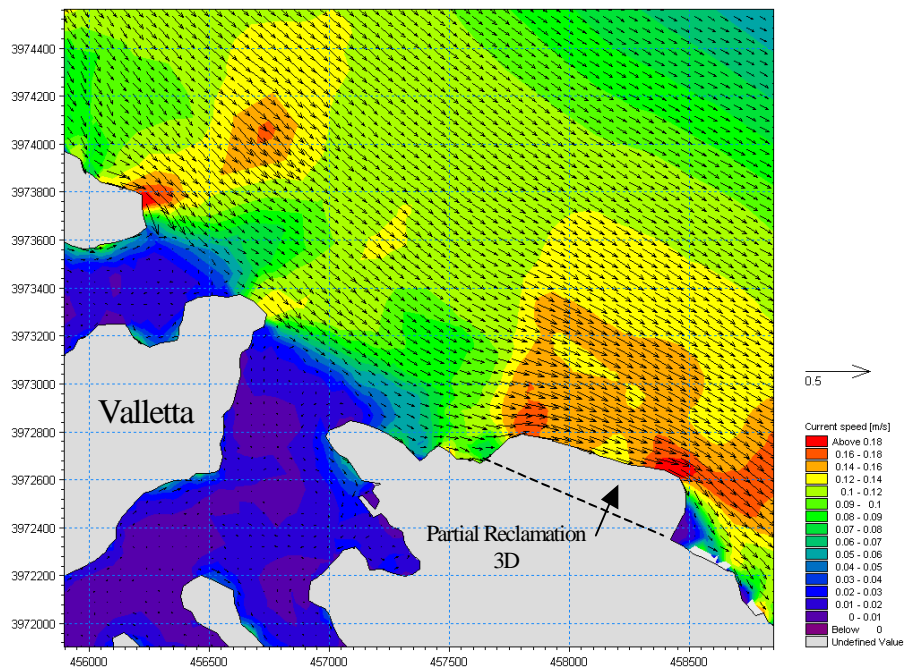 3974400
3974200
3974000
3973800
3973600
3973400
3973200
3973000
3972800
3972600
3972400
3972200
3972000
Valletta
Partial Reclamation
3D
456000 456500 457000 457500 458000 458500
0.5
Current speed [m/s]
Above 0.18
0.16 - 0.18
0.14 - 0.16
0.12 - 0.14
0.1 - 0.12
0.09 - 0.1
0.08 - 0.09
0.07 - 0.08
0.06 - 0.07
0.05 - 0.06
0.04 - 0.05
0.03 - 0.04
0.02 - 0.03
0.01 - 0.02
0 - 0.01
Below 0
Undefined Value